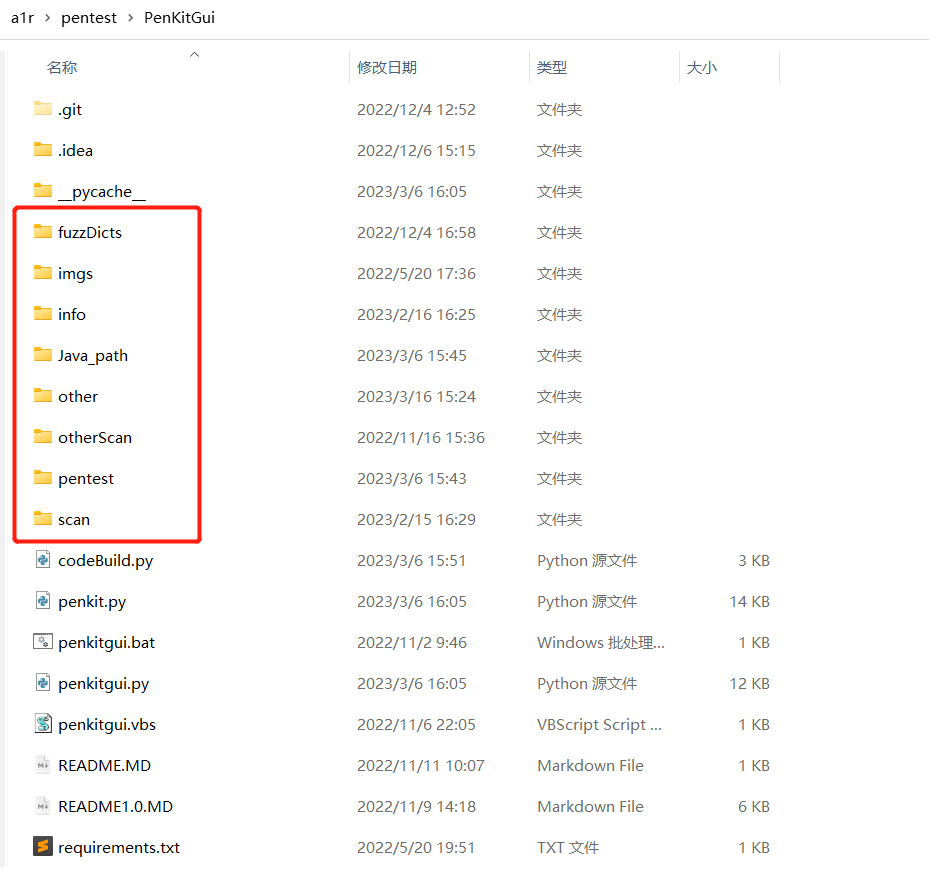 a1r › pentest › PenKitGui
名称 修改日期 类型 大小
.git 2022/12/4 12:52 文件夹
.idea 2022/12/6 15:15 文件夹
__pycache__ 2023/3/6 16:05 文件夹
fuzzDicts 2022/12/4 16:58 文件夹
imgs 2022/5/20 17:36 文件夹
info 2023/2/16 16:25 文件夹
Java_path 2023/3/6 15:45 文件夹
other 2023/3/16 15:24 文件夹
otherScan 2022/11/16 15:36 文件夹
pentest 2023/3/6 15:43 文件夹
scan 2023/2/15 16:29 文件夹
codeBuild.py 2023/3/6 15:51 Python 源文件 3 KB
penkit.py 2023/3/6 16:05 Python 源文件 14 KB
penkitgui.bat 2022/11/2 9:46 Windows 批处理... 1 KB
penkitgui.py 2023/3/6 16:05 Python 源文件 12 KB
penkitgui.vbs 2022/11/6 22:05 VBScript Script ... 1 KB
README.MD 2022/11/11 10:07 Markdown File 1 KB
README1.0.MD 2022/11/9 14:18 Markdown File 6 KB
requirements.txt 2022/5/20 19:51 TXT 文件 1 KB